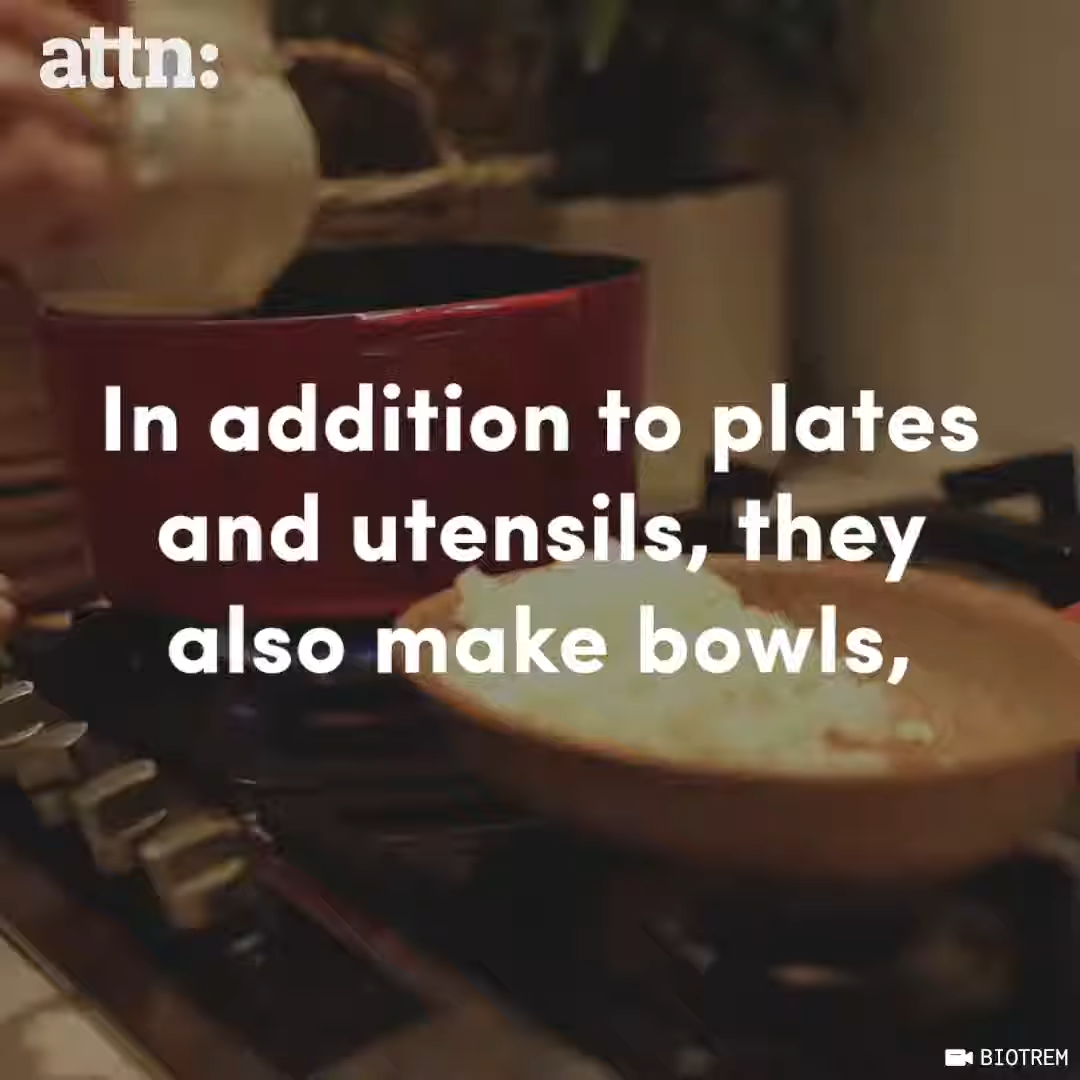 attn:
In addition to plates
and utensils, they
also make bowls,
BIOTREM